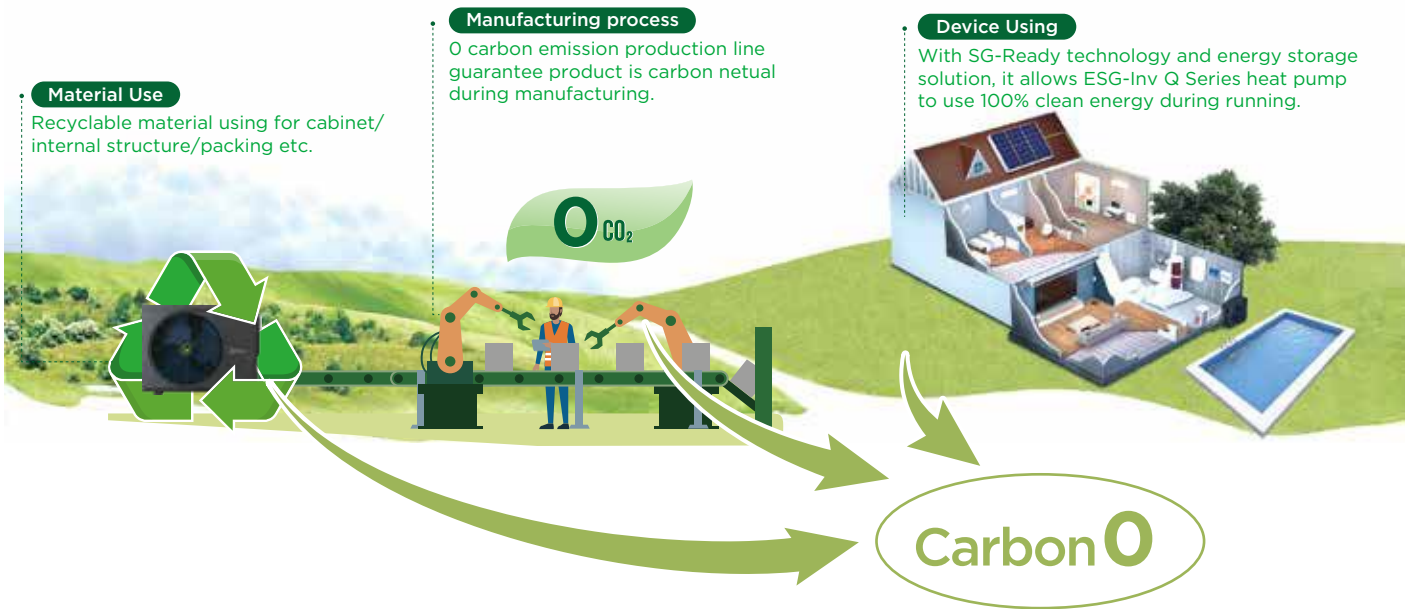 Material Use
Recyclable material using for cabinet/
internal structure/packing etc.
Manufacturing process
0 carbon emission production line
guarantee product is carbon netual
during manufacturing.
Device Using
With SG-Ready technology and energy storage
solution, it allows ESG-Inv Q Series heat pump
to use 100% clean energy during running.
0 CO₂
Carbon 0